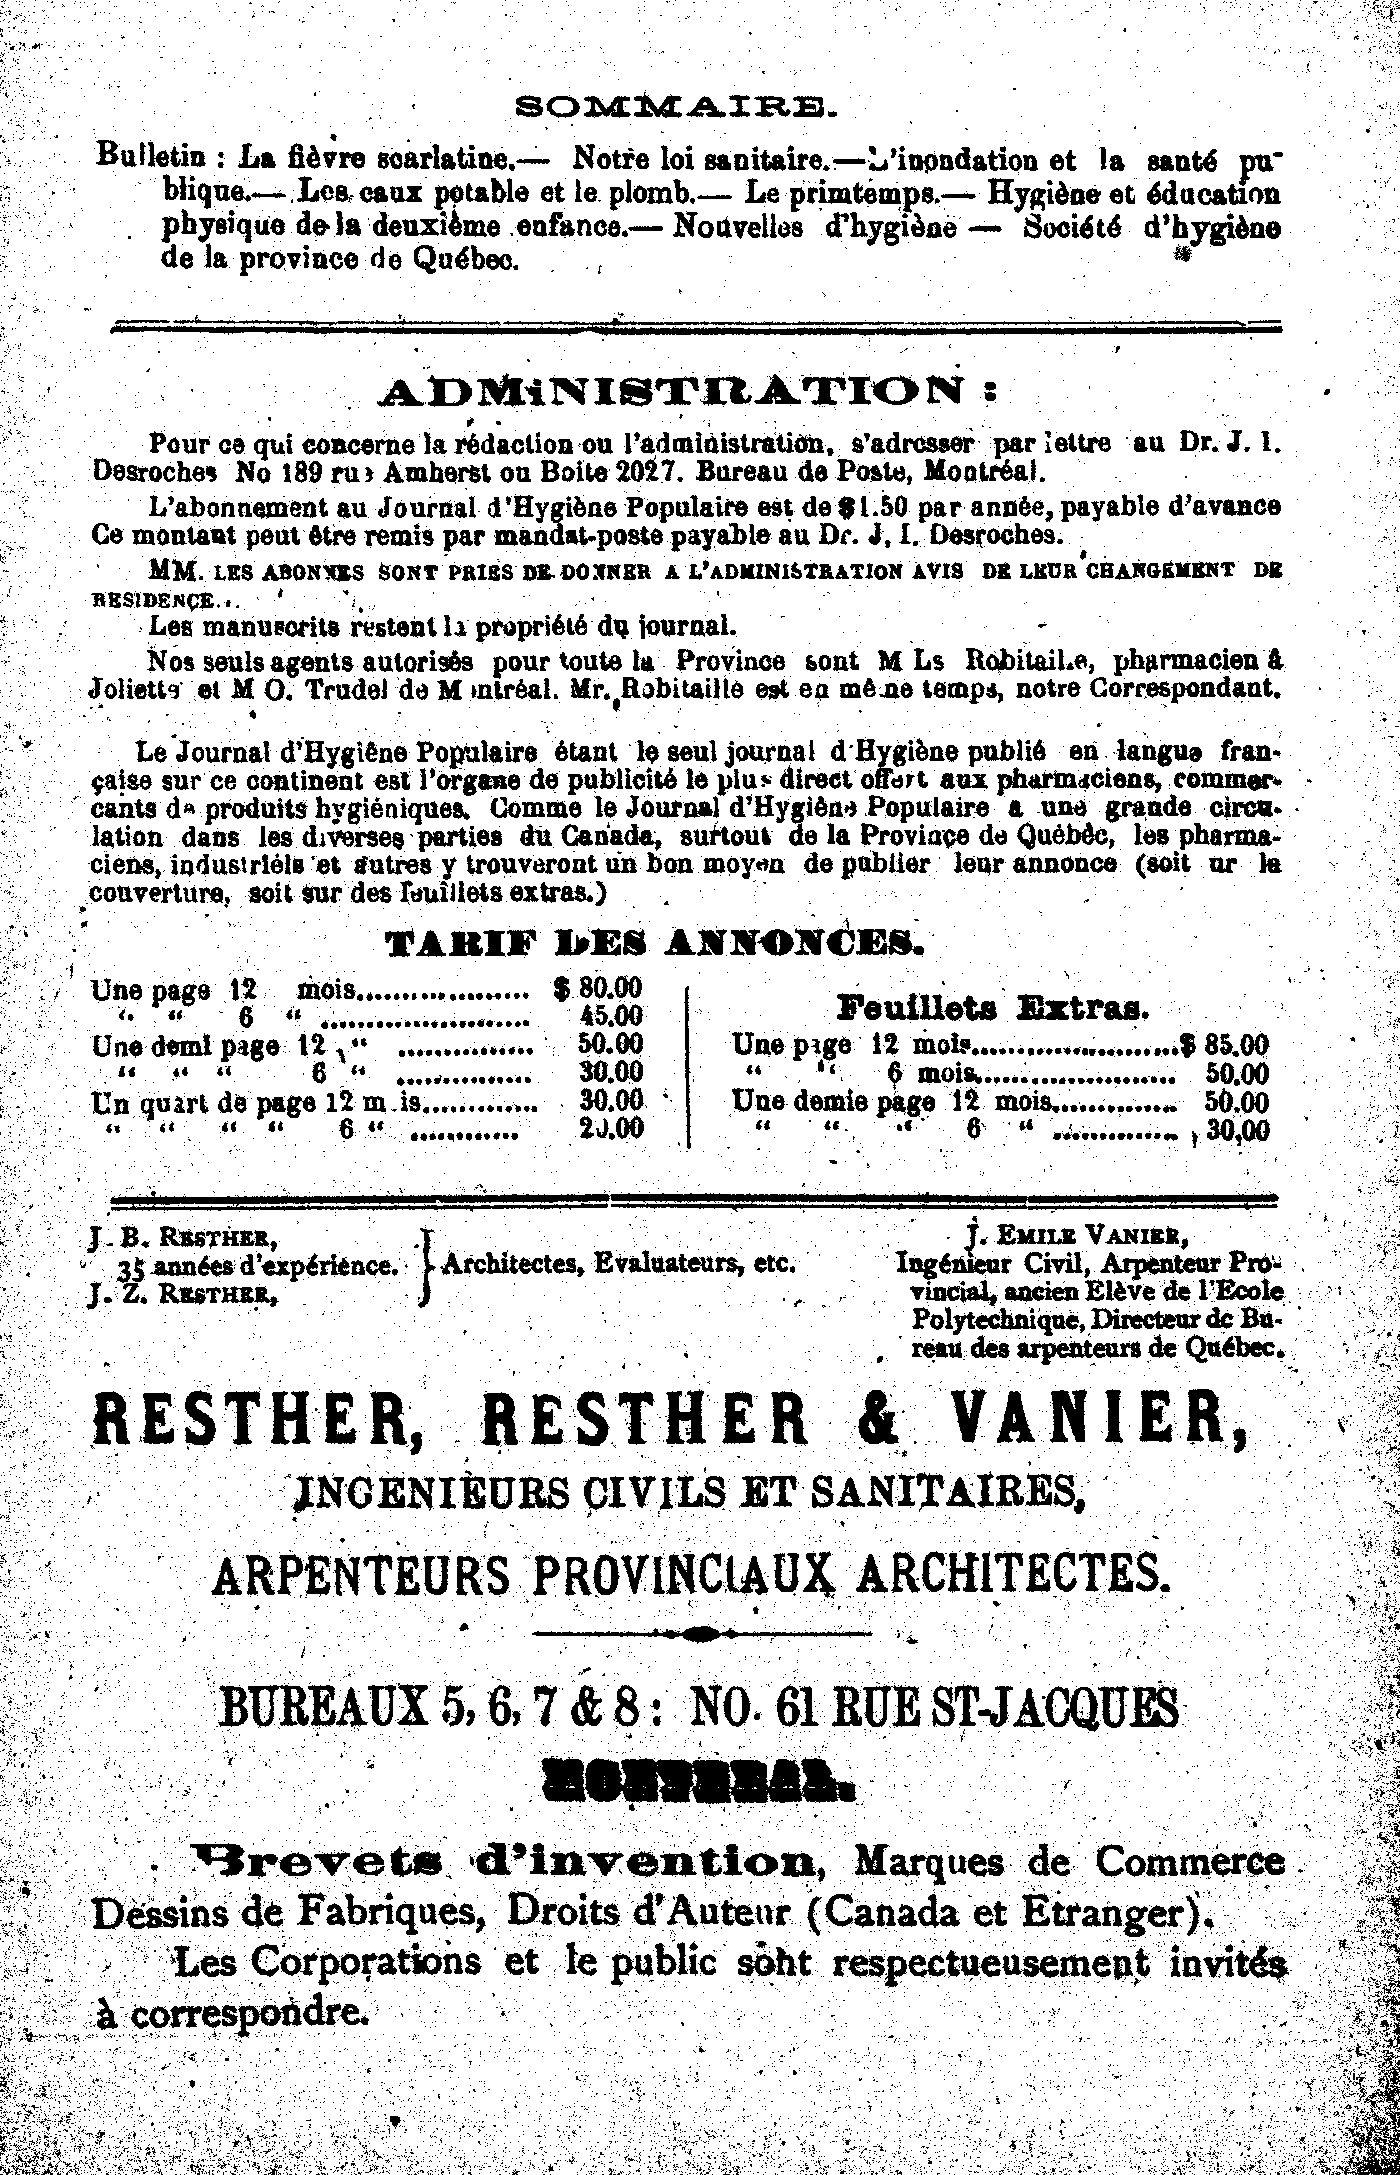 SOMMAIRE.
Bulletin : La fièvre scarlatine.— Notre loi sanitaire.—L'inondation et la santé pu-
blique.— Les eaux potable et le plomb.— Le printemps.— Hygiène et éducation
physique de la deuxième enfance.— Nouvelles d'hygiène — Société d'hygiène
de la province de Québec.
ADMINISTRATION :
Pour ce qui concerne la rédaction ou l'administration, s'adresser par lettre au Dr. J. I.
Desroches No 189 rue Amherst ou Boite 2027. Bureau de Poste, Montréal.
L'abonnement au Journal d'Hygiène Populaire est de $1.50 par année, payable d'avance
Ce montant peut être remis par mandat-poste payable au Dr. J. I. Desroches.
MM. LES ABONNES SONT PRIES DE DONNER A L'ADMINISTRATION AVIS DE LEUR CHANGEMENT DE
RESIDENCE..
Les manuscrits restent la propriété du journal.
Nos seuls agents autorisés pour toute la Province sont M Ls Robitaille, pharmacien à
Joliette et M O. Trudel de Montréal. Mr. Robitaille est en même temps, notre Correspondant.
Le Journal d'Hygiène Populaire étant le seul journal d'Hygiène publié en langue fran-
çaise sur ce continent est l'organe de publicité le plus direct offert aux pharmaciens, commer-
cants de produits hygiéniques. Comme le Journal d'Hygiène Populaire a une grande circu-
lation dans les diverses parties du Canada, surtout de la Province de Québec, les pharma-
ciens, industriels et autres y trouveront un bon moyen de publier leur annonce (soit ur la
couverture, soit sur des feuillets extras.)
TARIF DES ANNONCES.
Une page 12 mois................... $ 80.00
“ “ 6 “ ....................... 45.00
Une demi page 12 “ ............... 50.00
“ “ “ 6 “ ............... 30.00
Un quart de page 12 mois............. 30.00
“ “ “ “ 6 “ ............ 20.00
Feuillets Extras.
Une page 12 mois.......................$ 85.00
“ “ 6 mois...................... 50.00
Une demie page 12 mois.............. 50.00
“ “ “ 6 “ .............. 30,00
J. B. RESTHER,
35 années d'expérience.
J. Z. RESTHER,
} Architectes, Evaluateurs, etc.
J. EMILE VANIER,
Ingénieur Civil, Arpenteur Pro-
vincial, ancien Elève de l'Ecole
Polytechnique, Directeur de Bu-
reau des arpenteurs de Québec.
RESTHER, RESTHER & VANIER,
INGENIEURS CIVILS ET SANITAIRES,
ARPENTEURS PROVINCIAUX ARCHITECTES.
BUREAUX 5, 6, 7 & 8 : NO. 61 RUE ST-JACQUES
MONTREAL.
Brevets d'invention, Marques de Commerce
Dessins de Fabriques, Droits d'Auteur (Canada et Etranger).
Les Corporations et le public sont respectueusement invités
à correspondre.